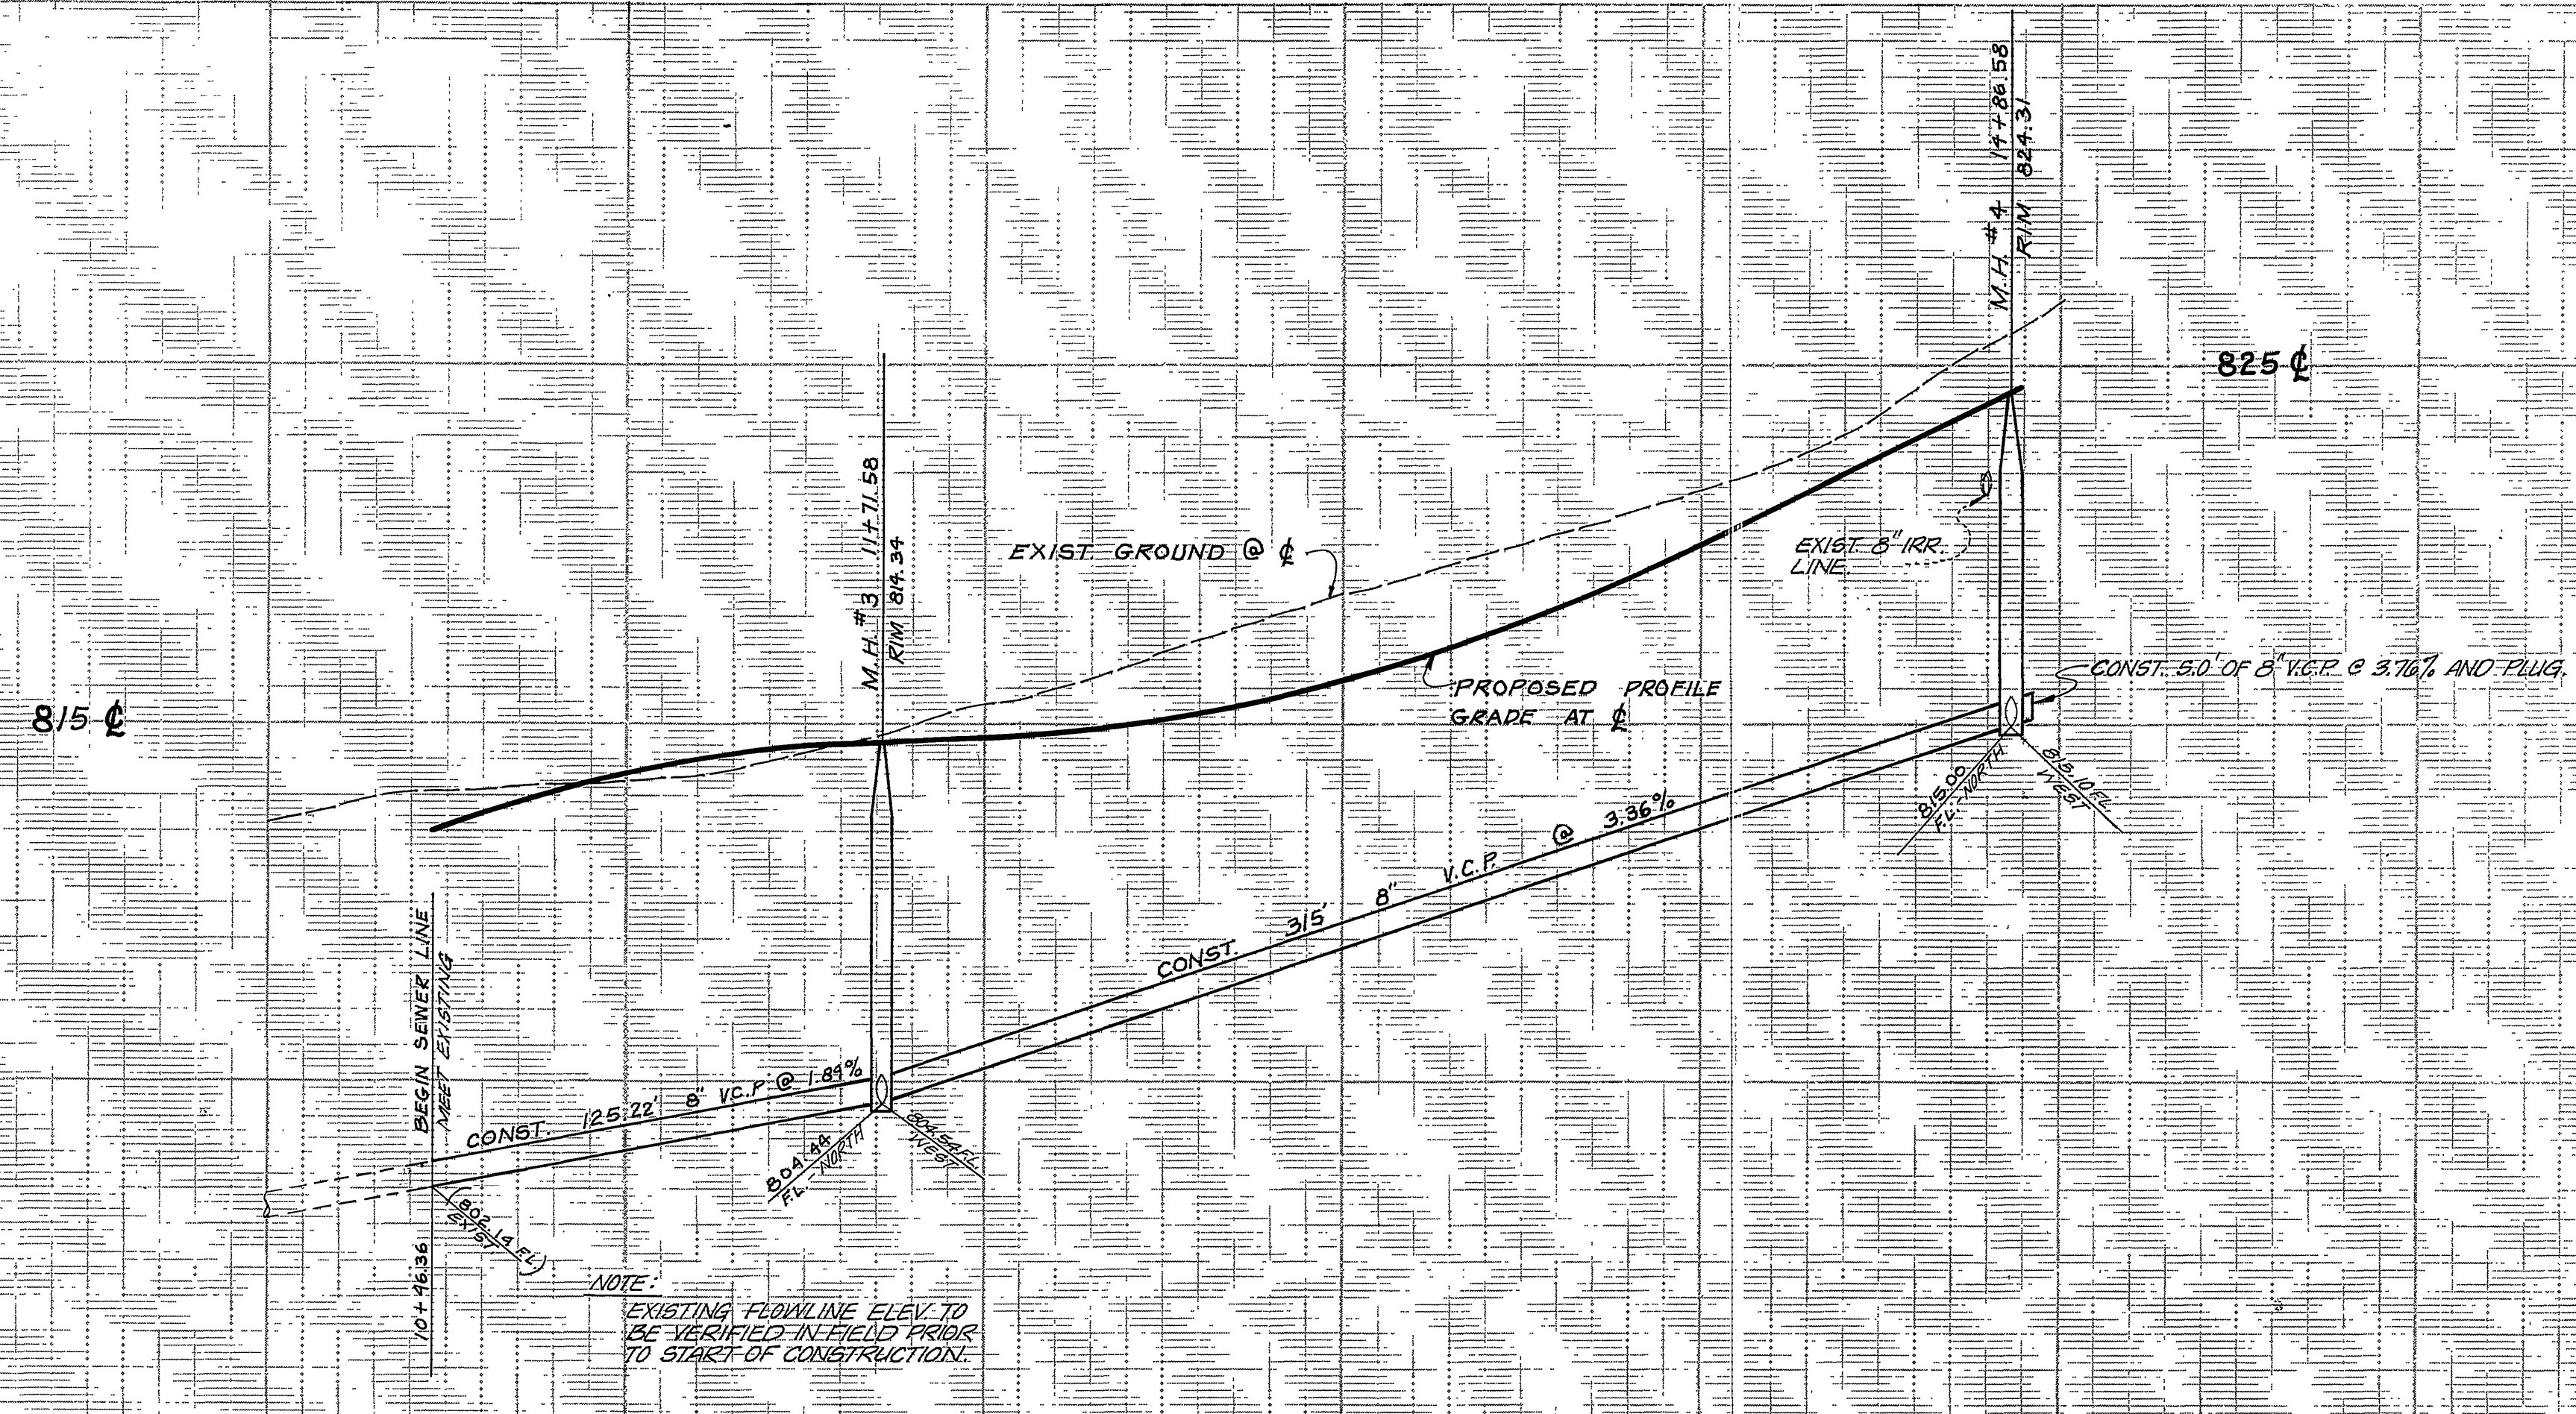 M.H. #4 14+86.58
RIM 824.31
825 ℄
M.H. #3 11+71.58
RIM 814.34
EXIST. GROUND @ ℄
EXIST. 8" IRR.
LINE
CONST. 5.0' OF 8" V.C.P. @ 3.76% AND PLUG.
PROPOSED PROFILE
GRADE AT ℄
815 ℄
815.00
F.L.-NORTH
815.10 FL.
WEST
CONST. 315' 8" V.C.P. @ 3.36%
BEGIN SEWER LINE
MEET EXISTING
CONST. 125.22' 8" V.C.P. @ 1.84%
804.44
F.L.-NORTH
804.54 FL.
WEST
(802.14 F.L.)
EXIST
10+46.36
NOTE:
EXISTING FLOWLINE ELEV. TO
BE VERIFIED IN FIELD PRIOR
TO START OF CONSTRUCTION.